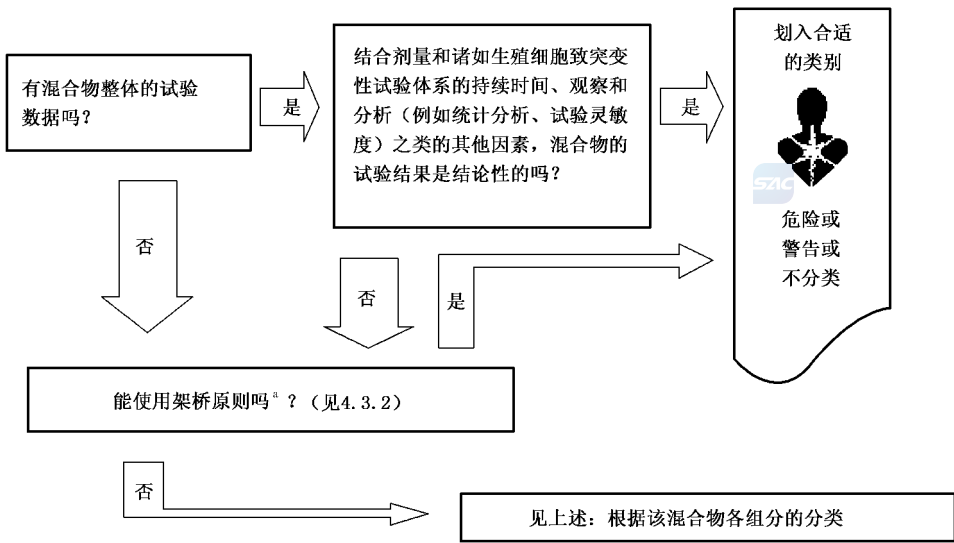 有混合物整体的试验
数据吗?
是
结合剂量和诸如生殖细胞致突变
性试验体系的持续时间、观察和
分析(例如统计分析、试验灵敏
度)之类的其他因素,混合物的
试验结果是结论性的吗?
是
划入合适
的类别
SAC
危险或
警告或
不分类
否
否
是
能使用架桥原则吗ᵃ ?(见4.3.2)
否
见上述:根据该混合物各组分的分类